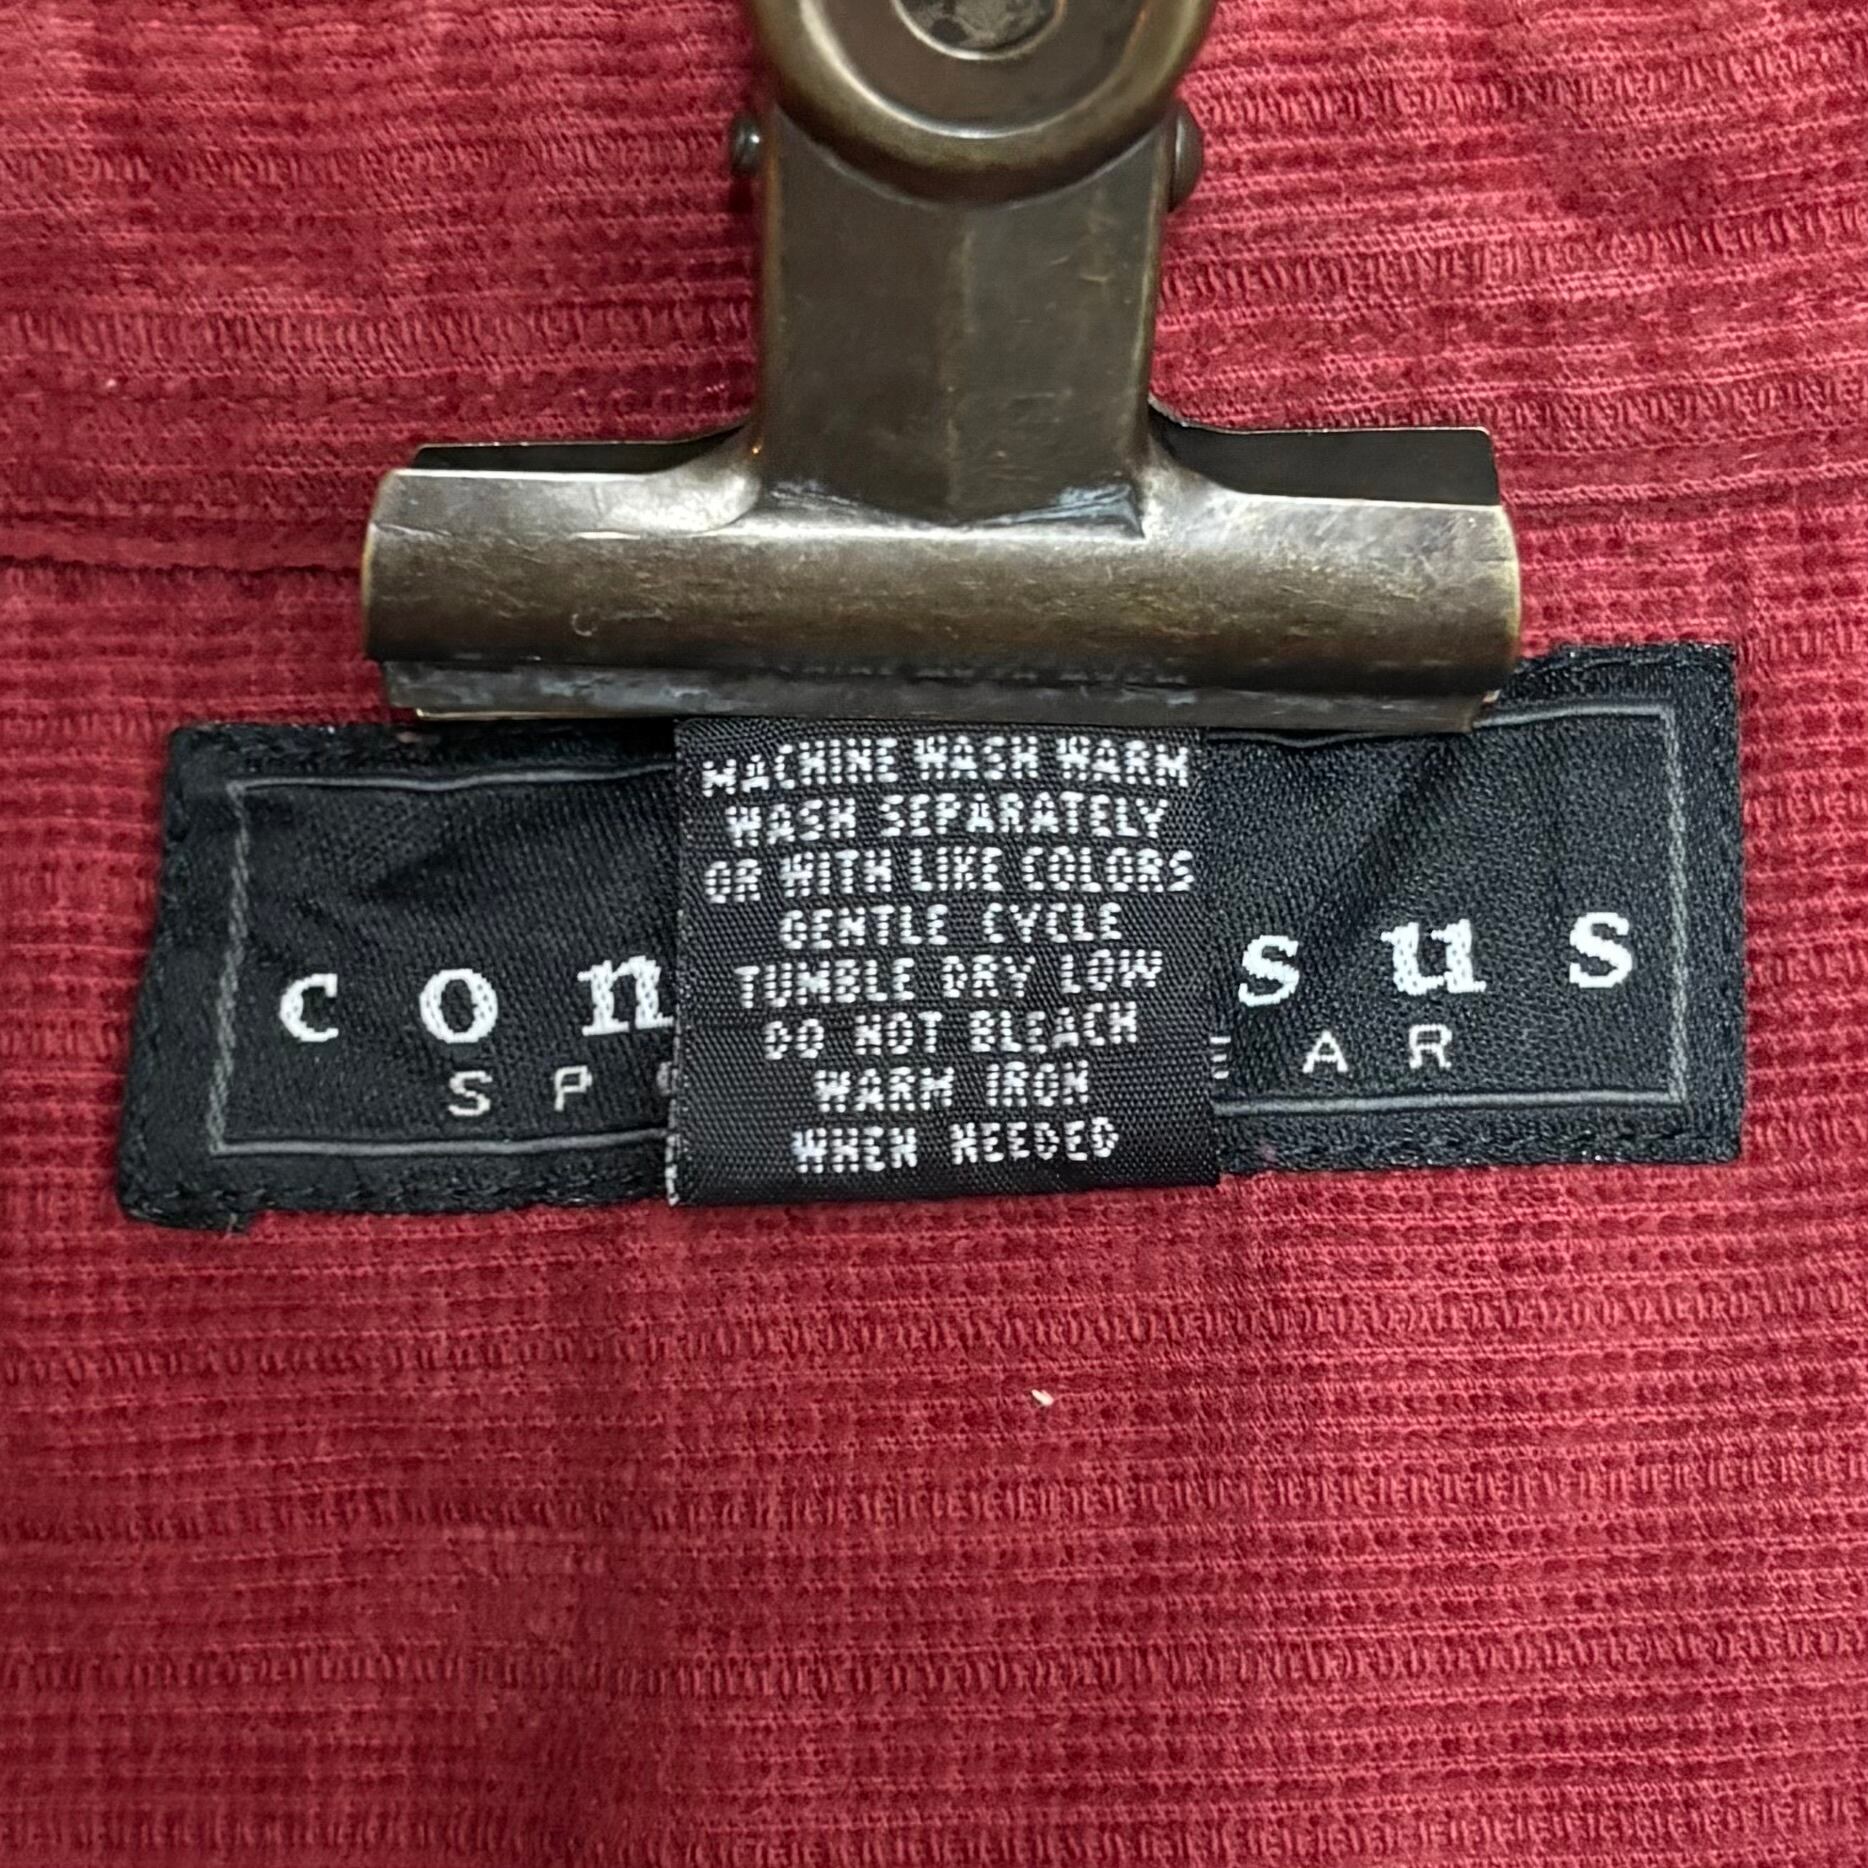 MACHINE WASH WARM
WASH SEPARATELY
OR WITH LIKE COLORS
GENTLE CYCLE
TUMBLE DRY LOW
DO NOT BLEACH
WARM IRON
WHEN NEEDED
con sus
SP EAR